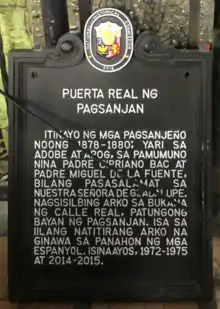 PUERTA REAL NG
PAGSANJAN
ITINAYO NG MGA PAGSANJEÑO
NOONG 1878-1880; YARI SA
ADOBE AT APOG, SA PAMUMUNO
NINA PADRE CIPRIANO BAC AT
PADRE MIGUEL DE LA FUENTE,
BILANG PASASALAMAT SA
NUESTRA SEÑORA DE GUADALUPE.
NAGSISILBING ARKO SA BUKANA
NG CALLE REAL, PATUNGONG
BAYAN NG PAGSANJAN. ISA SA
IILANG NATITIRANG ARKO NA
GINAWA SA PANAHON NG MGA
ESPANYOL. ISINAAYOS, 1972-1975
AT 2014-2015.